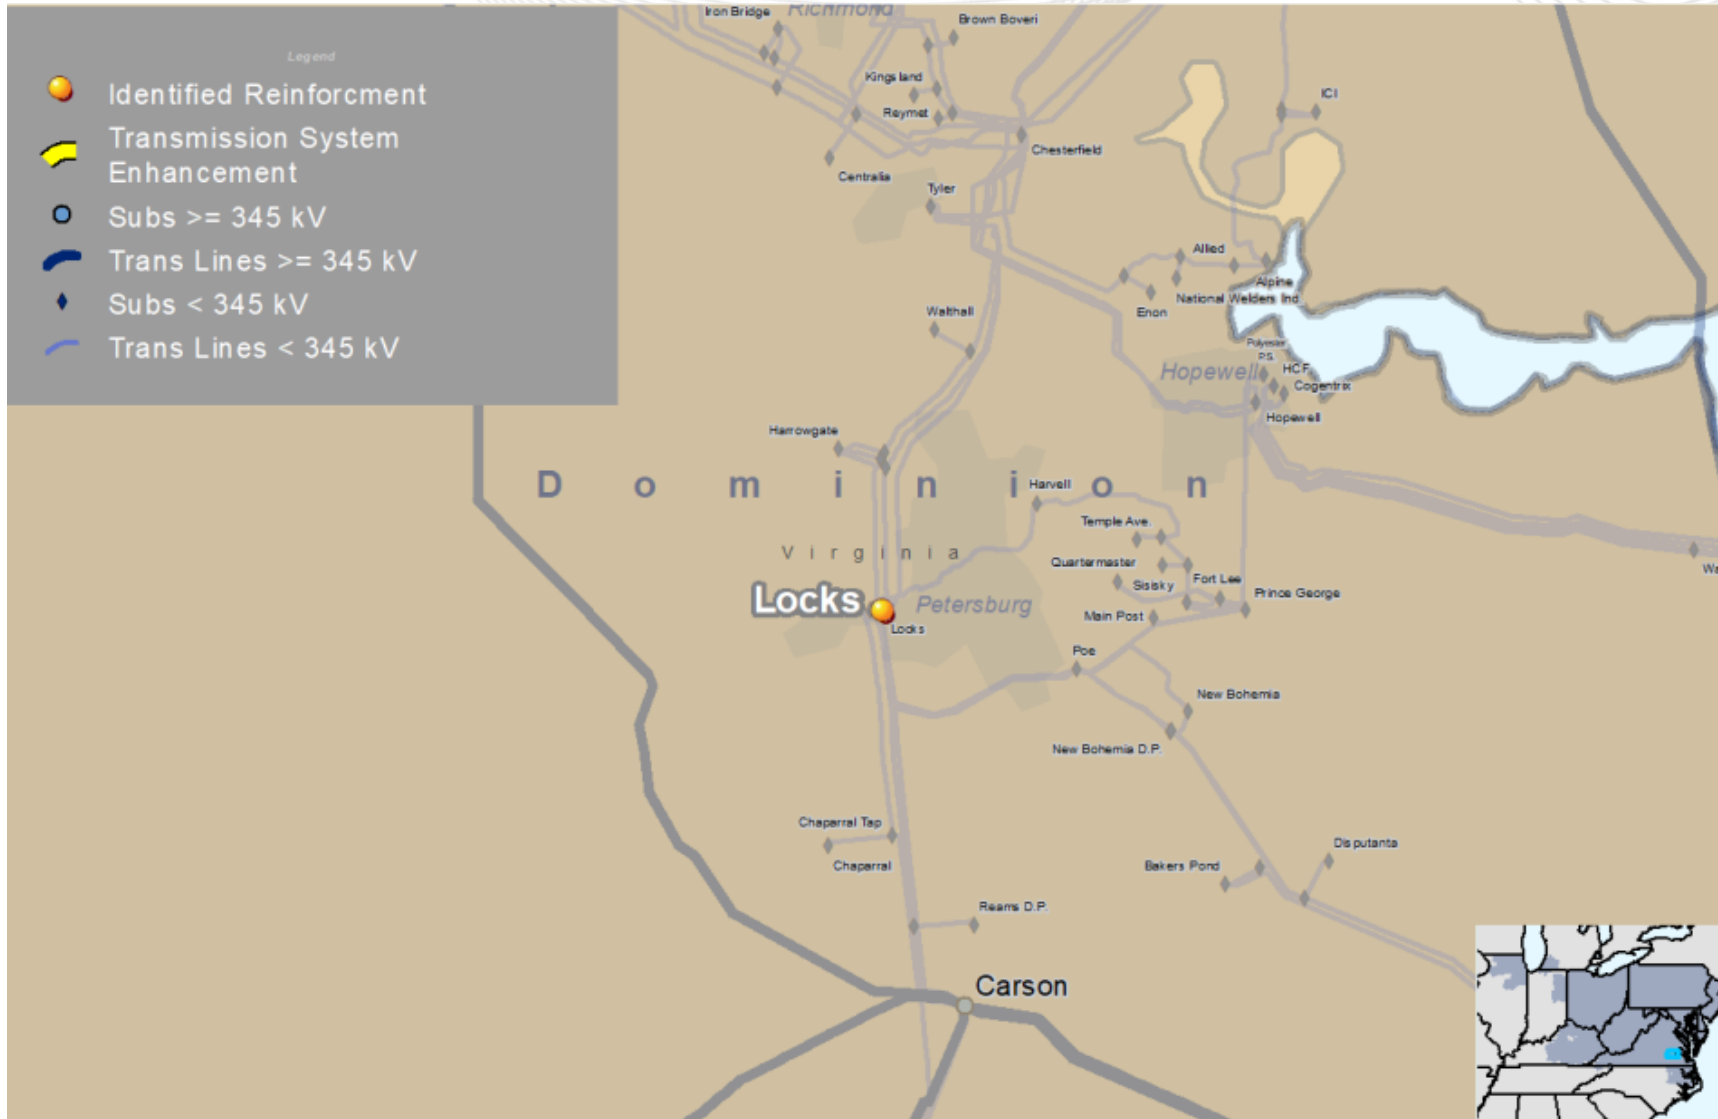 Legend
Identified Reinforcment
Transmission System
Enhancement
Subs >= 345 kV
Trans Lines >= 345 kV
Subs < 345 kV
Trans Lines < 345 kV
Iron Bridge
Richmond
Brown Boveri
Kingsland
Reymet
ICI
Chesterfield
Centralia
Tyler
Allied
Alpine
National Welders Ind.
Enon
Walthall
Polyester
P.S.
HCF
Hopewell
Cogentrix
Hopewell
Harrowgate
Dominion
Harvell
Temple Ave.
Virginia
Quartermaster
Sisisky
Fort Lee
Prince George
Locks
Petersburg
Main Post
Locks
Poe
New Bohemia
New Bohemia D.P.
Chaparral Tap
Chaparral
Disputanta
Bakers Pond
Reams D.P.
Carson